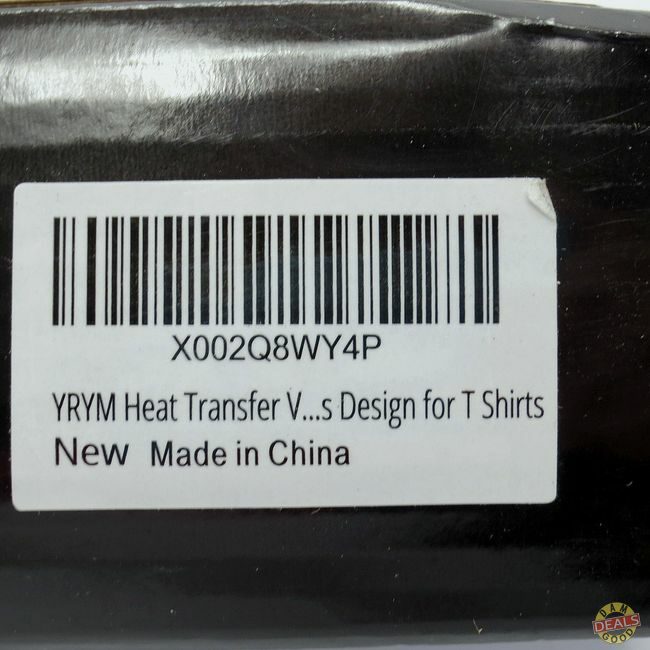 X002Q8WY4P
YRYM Heat Transfer V...s Design for T Shirts
New Made in China
DAM
DEALS
GOOD